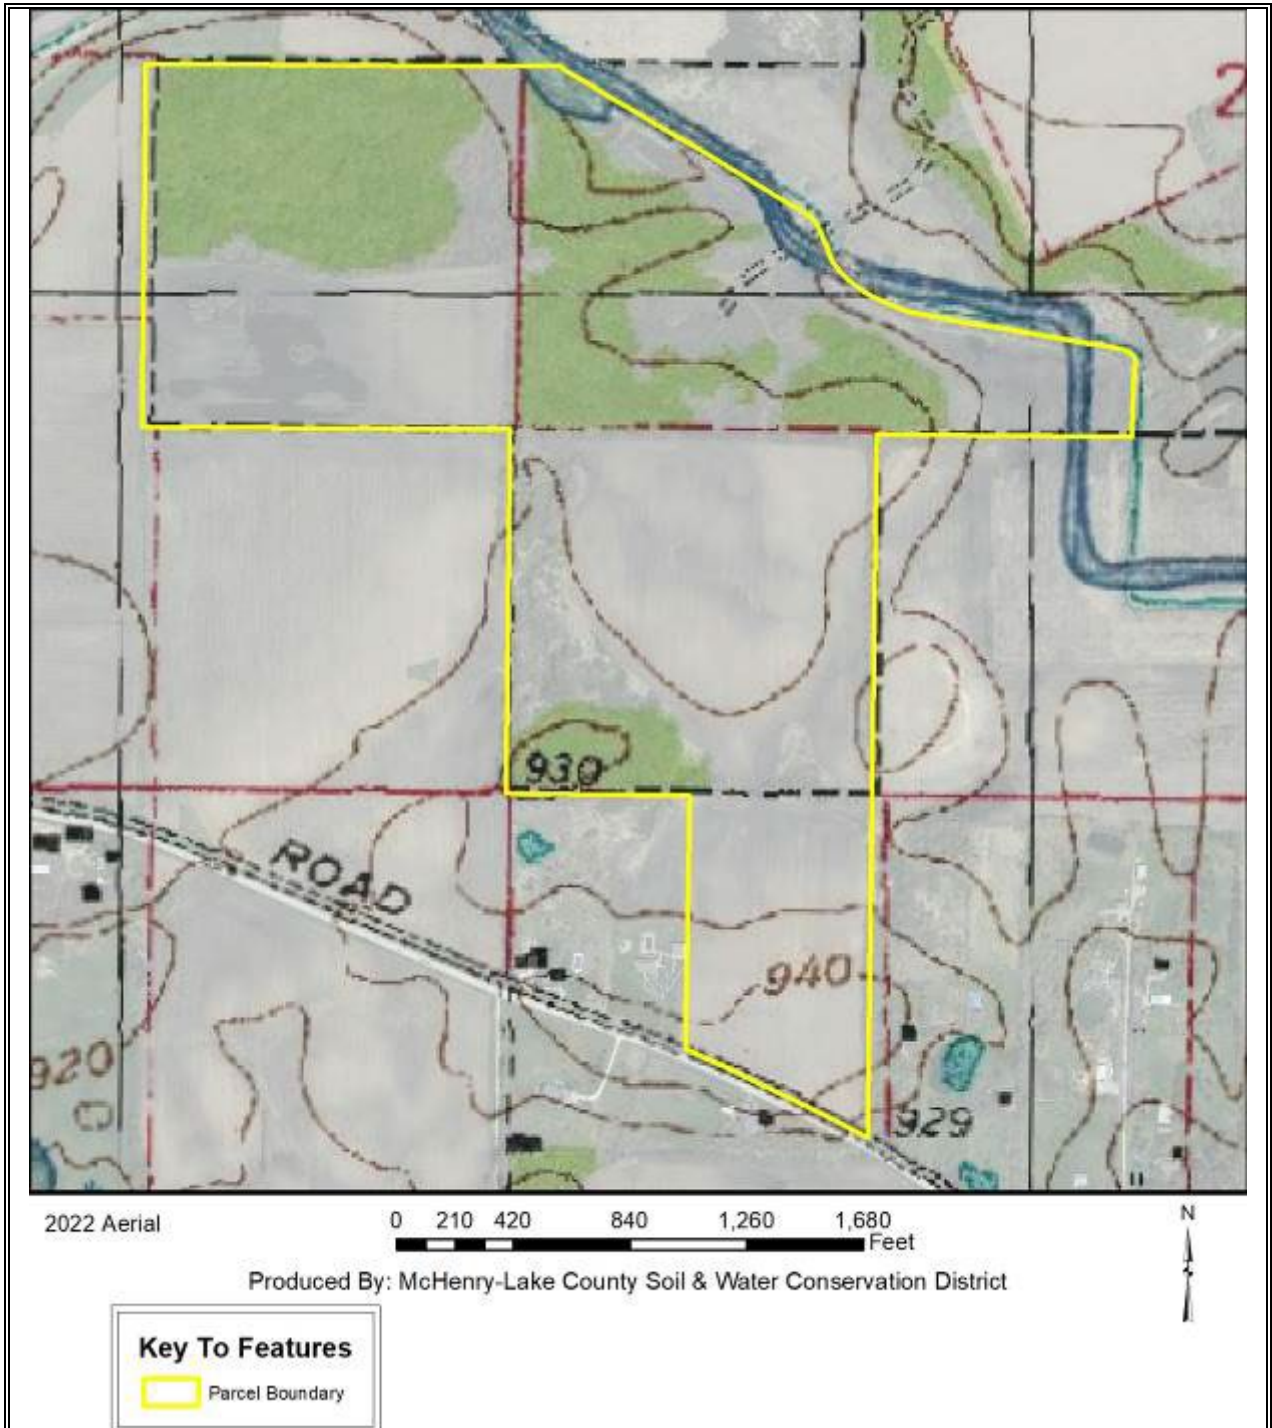 2
930
ROAD
940
920
929
2022 Aerial
0 210 420 840 1,260 1,680
Feet
N
Produced By: McHenry-Lake County Soil & Water Conservation District
Key To Features
Parcel Boundary